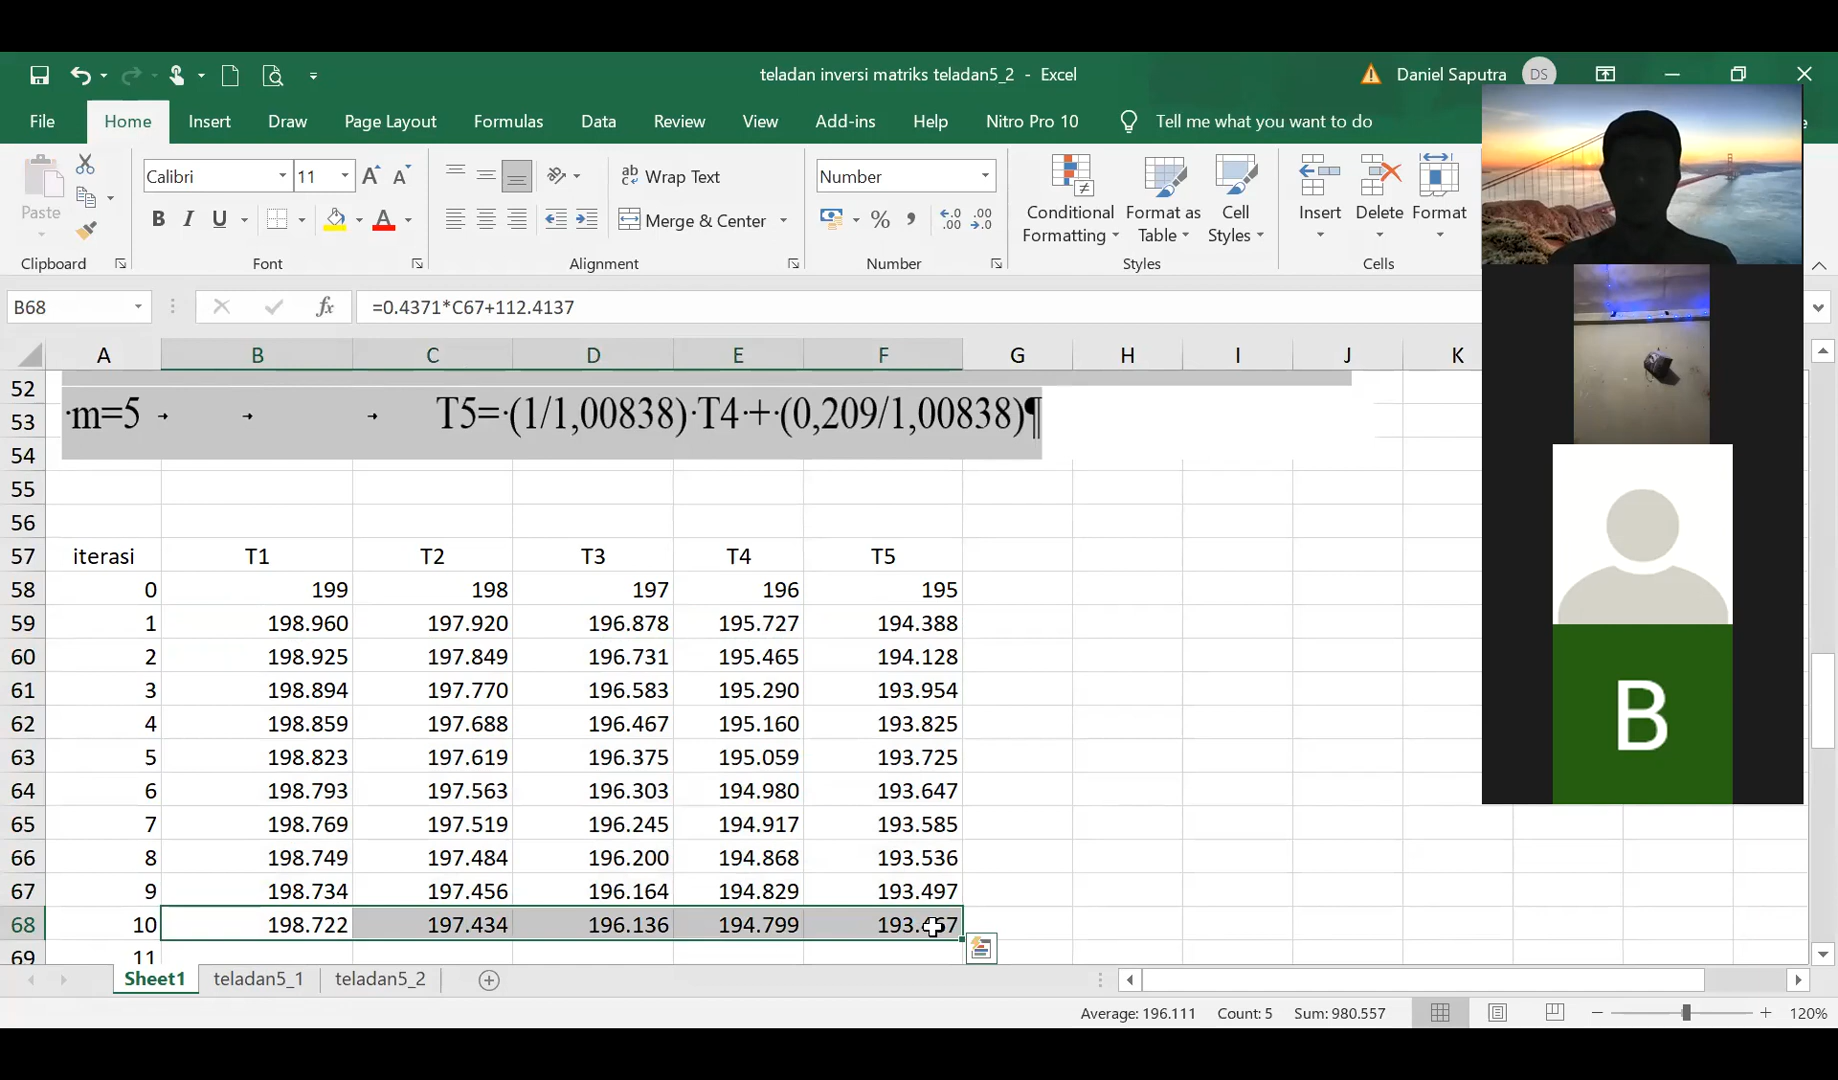 teladan inversi matriks teladan5_2 - Excel
Daniel Saputra DS
File Home Insert Draw Page Layout Formulas Data Review View Add-ins Help Nitro Pro 10 Tell me what you want to do
Paste
Calibri 11
B I U
Wrap Text
Merge & Center
Number
Conditional Formatting
Format as Table
Cell Styles
Insert Delete Format
Clipboard Font Alignment Number Styles Cells
B68 fx =0.4371*C67+112.4137
A B C D E F G H I J K
52
53 ·m=5 → → → T5=·(1/1,00838)·T4·+·(0,209/1,00838)¶
54
55
56
57 iterasi T1 T2 T3 T4 T5
58 0 199 198 197 196 195
59 1 198.960 197.920 196.878 195.727 194.388
60 2 198.925 197.849 196.731 195.465 194.128
61 3 198.894 197.770 196.583 195.290 193.954
62 4 198.859 197.688 196.467 195.160 193.825
63 5 198.823 197.619 196.375 195.059 193.725
64 6 198.793 197.563 196.303 194.980 193.647
65 7 198.769 197.519 196.245 194.917 193.585
66 8 198.749 197.484 196.200 194.868 193.536
67 9 198.734 197.456 196.164 194.829 193.497
68 10 198.722 197.434 196.136 194.799
69 11
Sheet1 teladan5_1 teladan5_2
Average: 196.111 Count: 5 Sum: 980.557 120%
B